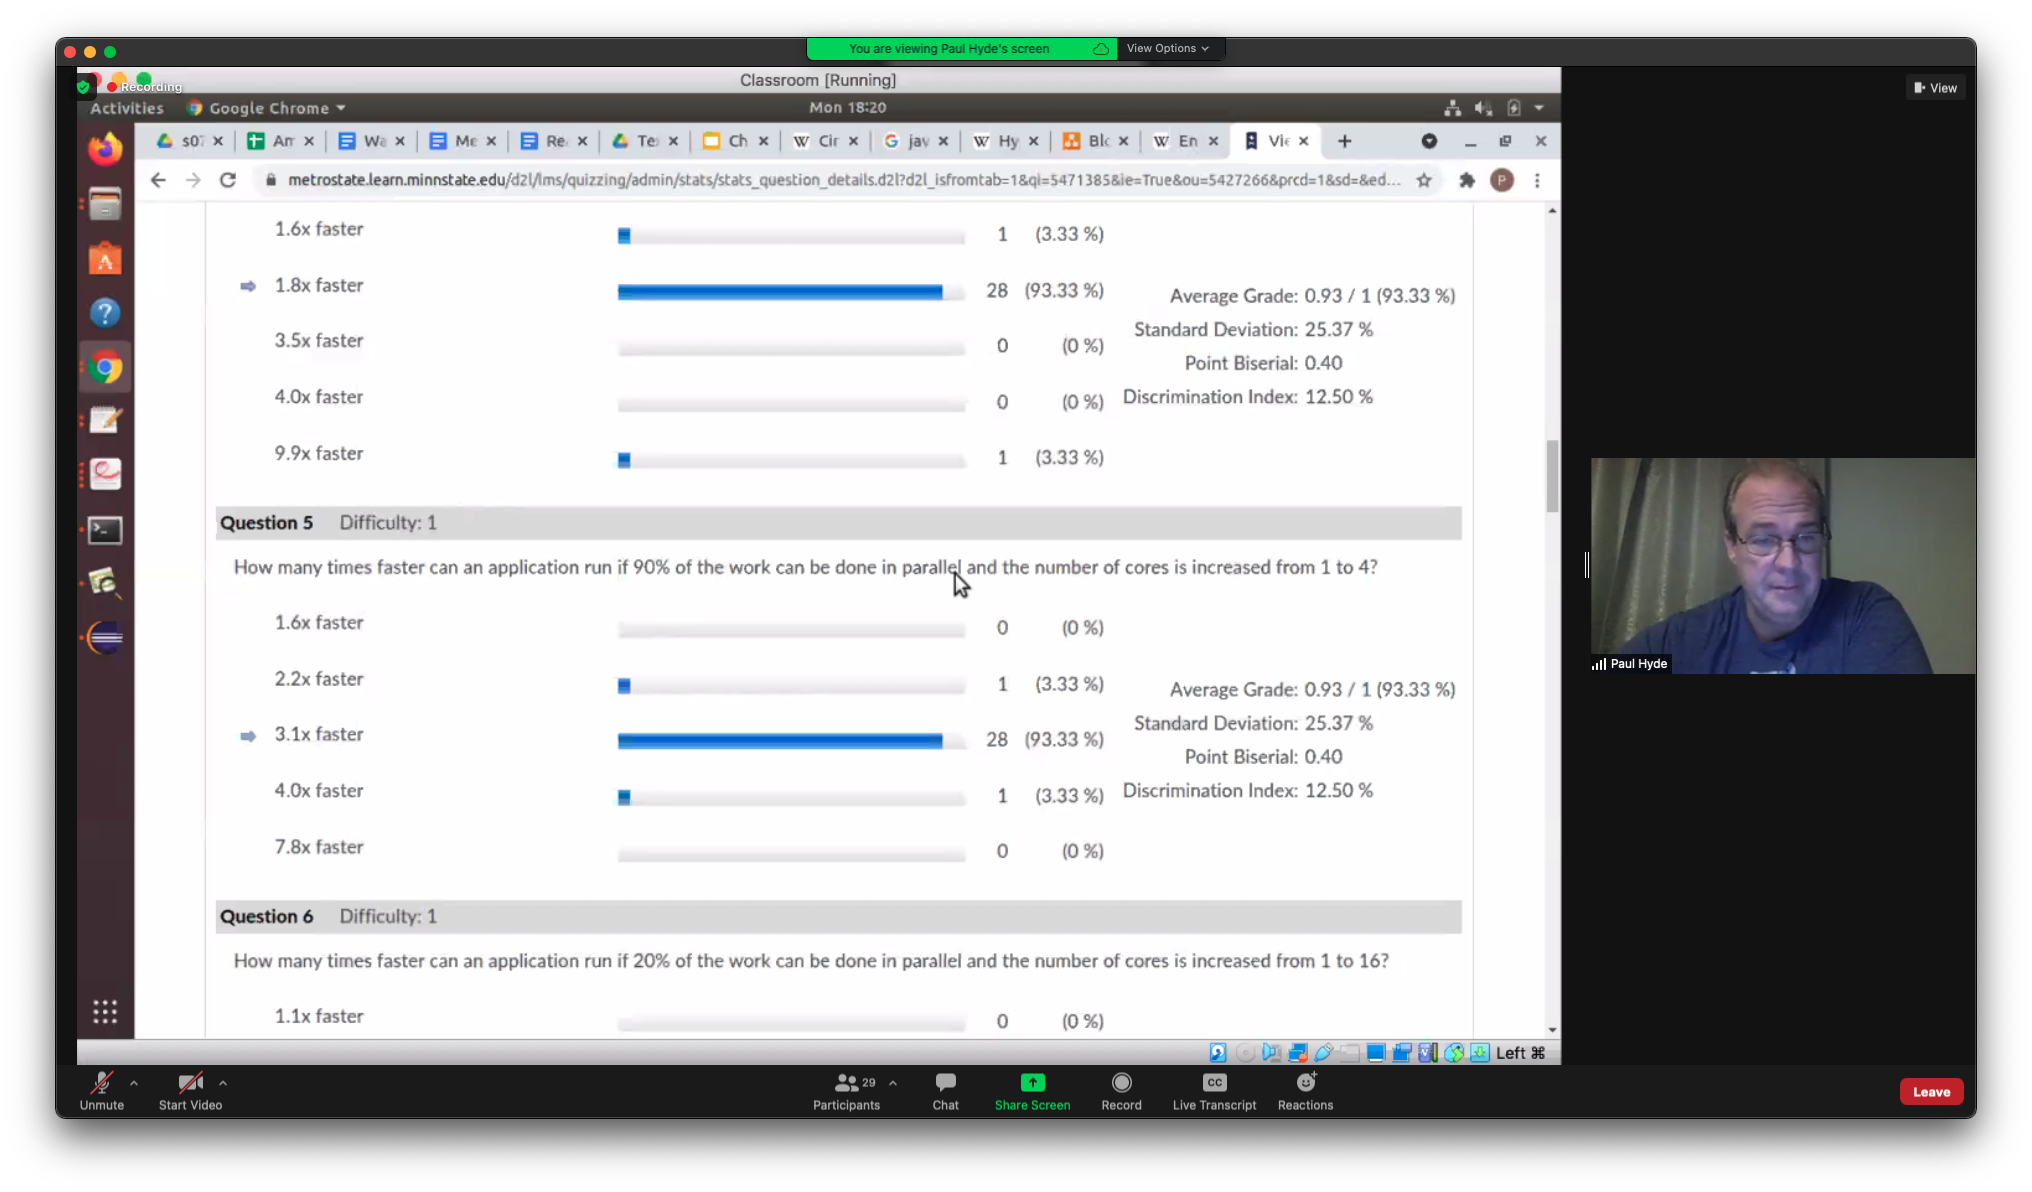 You are viewing Paul Hyde's screen
View Options
Classroom [Running]
Recording
View
Activities
Google Chrome
Mon 18:20
s07
An
Wa
Me
Re
Te
Ch
Cir
jav
Hy
Blo
En
Vie
metrostate.learn.minnstate.edu/d2l/lms/quizzing/admin/stats/stats_question_details.d2l?d2l_isfromtab=1&qi=5471385&ie=True&ou=5427266&prcd=1&sd=&ed...
P
1.6x faster 1 (3.33 %)
1.8x faster 28 (93.33 %)
Average Grade: 0.93 / 1 (93.33 %)
Standard Deviation: 25.37 %
3.5x faster 0 (0 %)
Point Biserial: 0.40
4.0x faster 0 (0 %)
Discrimination Index: 12.50 %
9.9x faster 1 (3.33 %)
Question 5 Difficulty: 1
How many times faster can an application run if 90% of the work can be done in parallel and the number of cores is increased from 1 to 4?
1.6x faster 0 (0 %)
2.2x faster 1 (3.33 %)
Average Grade: 0.93 / 1 (93.33 %)
Standard Deviation: 25.37 %
3.1x faster 28 (93.33 %)
Point Biserial: 0.40
4.0x faster 1 (3.33 %)
Discrimination Index: 12.50 %
7.8x faster 0 (0 %)
Question 6 Difficulty: 1
How many times faster can an application run if 20% of the work can be done in parallel and the number of cores is increased from 1 to 16?
1.1x faster 0 (0 %)
Paul Hyde
Left ⌘
Unmute
Start Video
29
Participants
Chat
Share Screen
Record
CC
Live Transcript
Reactions
Leave